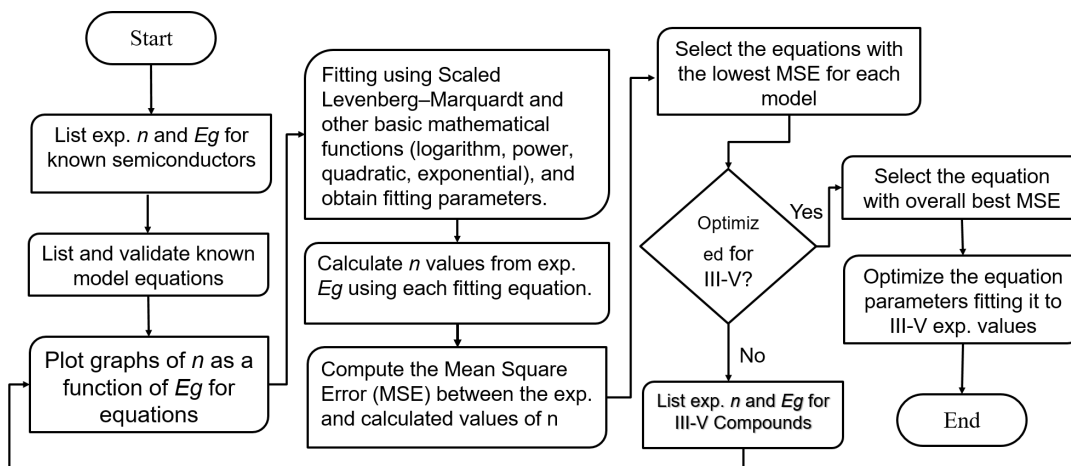 Start
List exp. n and Eg for
known semiconductors
List and validate known
model equations
Plot graphs of n as a
function of Eg for
equations
Fitting using Scaled
Levenberg–Marquardt and
other basic mathematical
functions (logarithm, power,
quadratic, exponential), and
obtain fitting parameters.
Calculate n values from exp.
Eg using each fitting equation.
Compute the Mean Square
Error (MSE) between the exp.
and calculated values of n
Select the equations with
the lowest MSE for each
model
Optimiz
ed for
III-V?
Yes
No
List exp. n and Eg for
III-V Compounds
Select the equation
with overall best MSE
Optimize the equation
parameters fitting it to
III-V exp. values
End